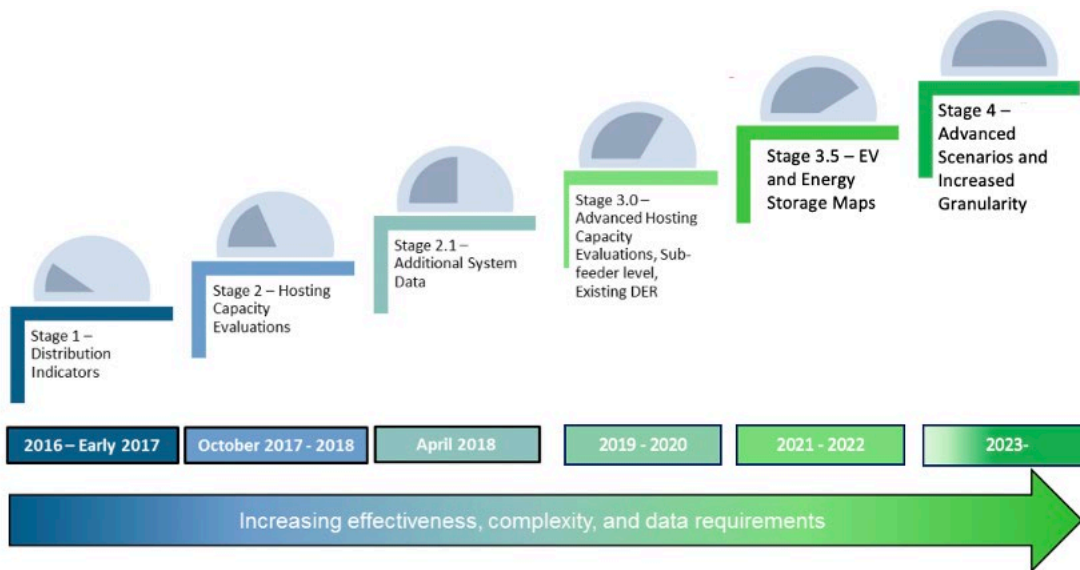 Stage 1 –
Distribution
Indicators
Stage 2 – Hosting
Capacity
Evaluations
Stage 2.1 –
Additional System
Data
Stage 3.0 –
Advanced Hosting
Capacity
Evaluations, Sub-
feeder level,
Existing DER
Stage 3.5 – EV
and Energy
Storage Maps
Stage 4 –
Advanced
Scenarios and
Increased
Granularity
2016 – Early 2017
October 2017 - 2018
April 2018
2019 - 2020
2021 - 2022
2023-
Increasing effectiveness, complexity, and data requirements